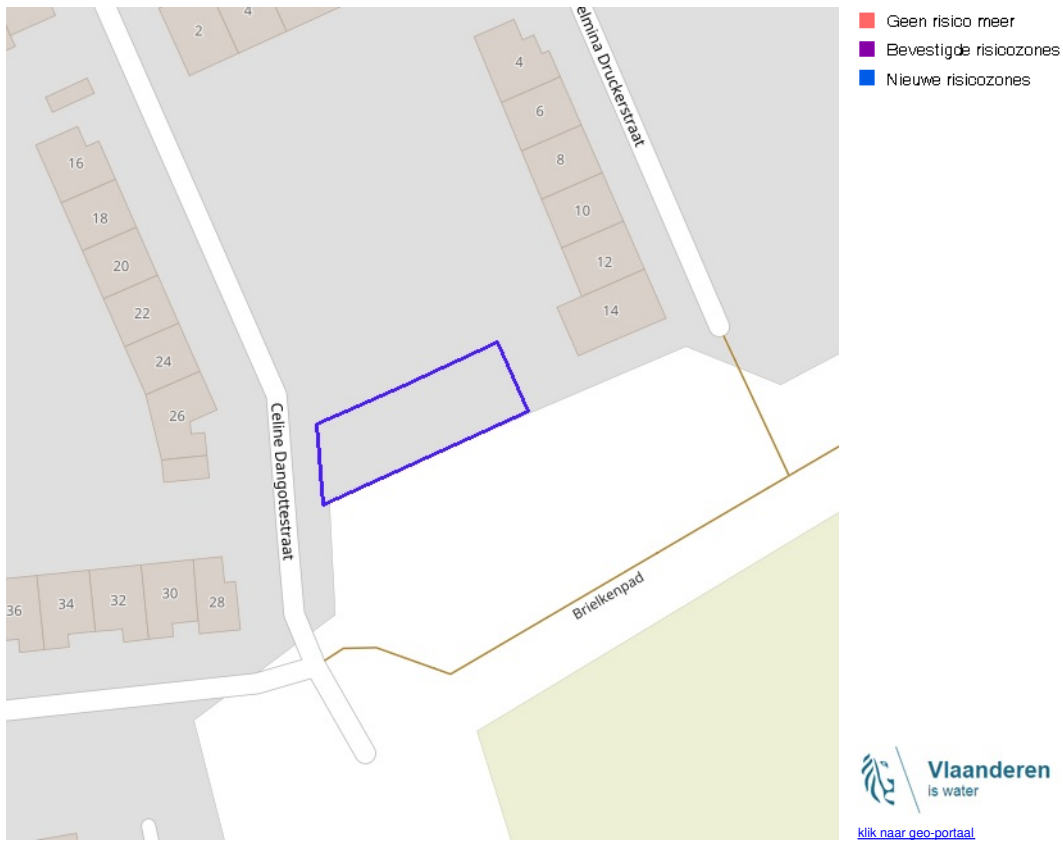 Geen risico meer
Bevestigde risicozones
Nieuwe risicozones
2
4
elmina Druckerstraat
4
6
8
10
12
14
16
18
20
22
24
26
Celine Dangottestraat
36
34
32
30
28
Brielkenpad
Vlaanderen
is water
klik naar geo-portaal